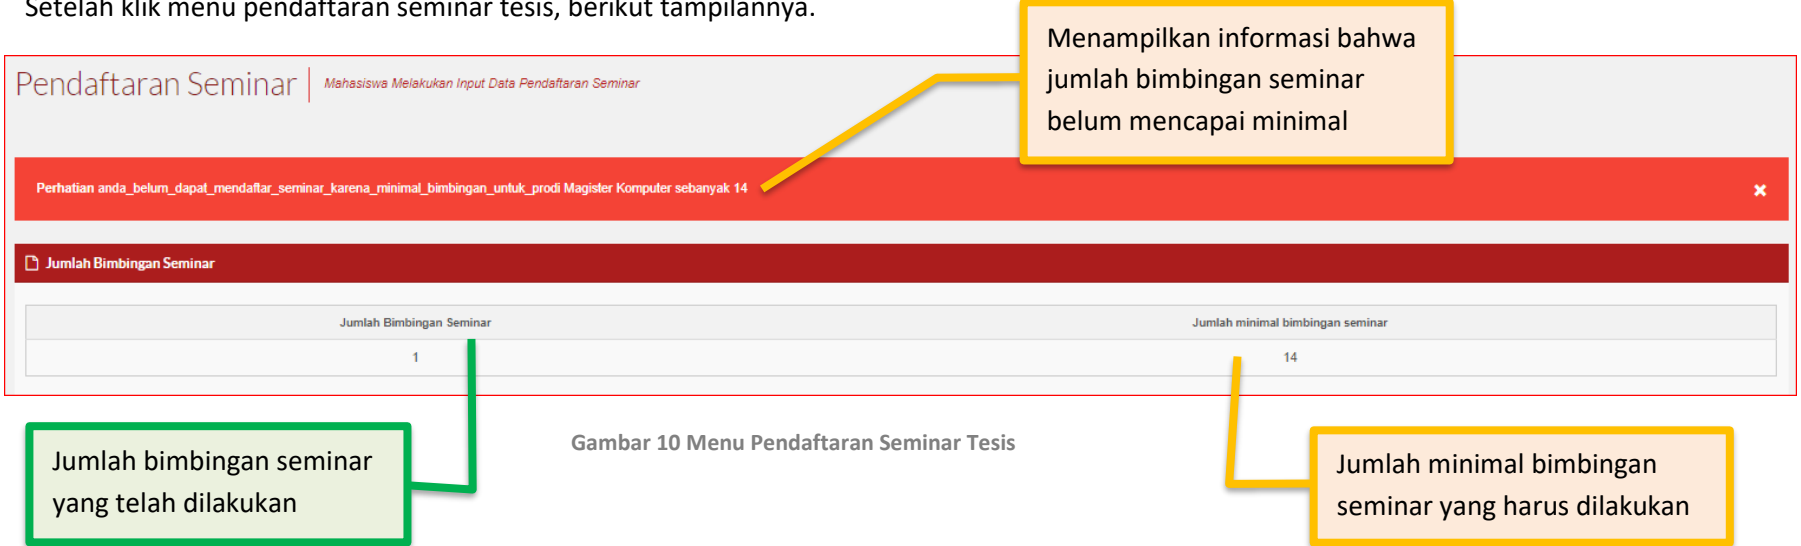 Setelah klik menu pendaftaran seminar tesis, berikut tampilannya.
Menampilkan informasi bahwa
jumlah bimbingan seminar
belum mencapai minimal
Pendaftaran Seminar Mahasiswa Melakukan Input Data Pendaftaran Seminar
Perhatian anda_belum_dapat_mendaftar_seminar_karena_minimal_bimbingan_untuk_prodi Magister Komputer sebanyak 14
Jumlah Bimbingan Seminar
Jumlah Bimbingan Seminar Jumlah minimal bimbingan seminar
1 14
Jumlah bimbingan seminar
yang telah dilakukan
Gambar 10 Menu Pendaftaran Seminar Tesis
Jumlah minimal bimbingan
seminar yang harus dilakukan